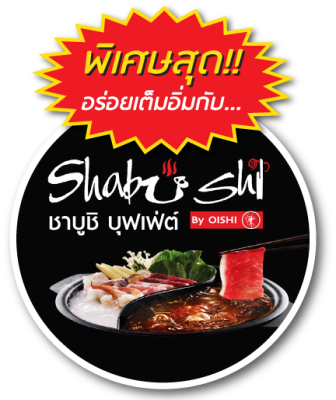 พิเศษสุด!!
อร่อยเต็มอิ่มกับ...
Shabu shi
ชาบูชิ บุฟเฟ่ต์ By OISHI